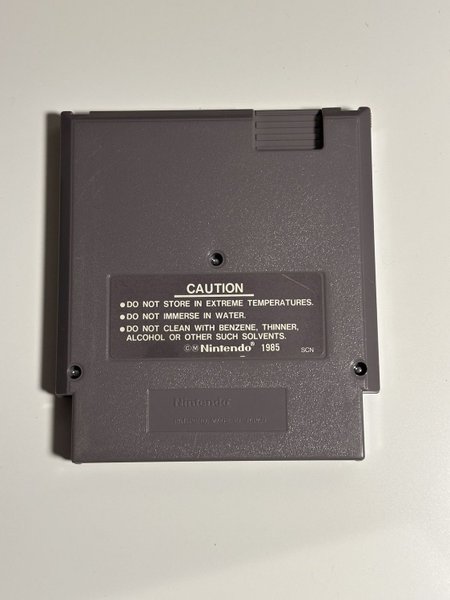 CAUTION
●DO NOT STORE IN EXTREME TEMPERATURES.
●DO NOT IMMERSE IN WATER.
●DO NOT CLEAN WITH BENZENE, THINNER,
ALCOHOL OR OTHER SUCH SOLVENTS.
©Ⓜ Nintendo® 1985 SCN
Nintendo®